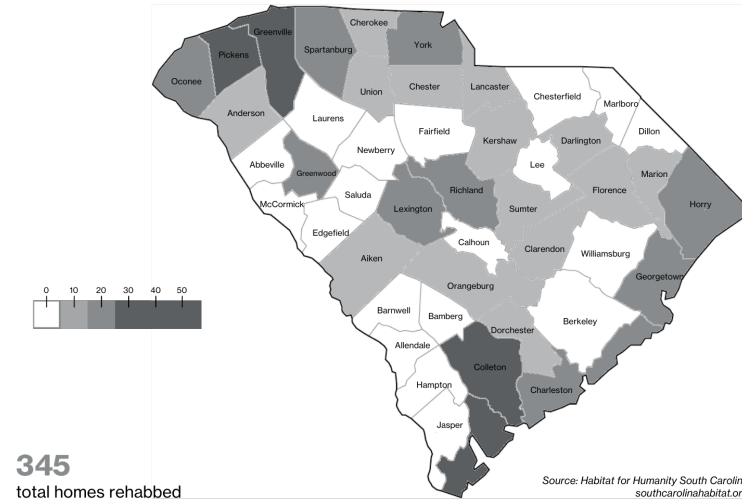 Cherokee
Greenville
York
Spartanburg
Pickens
Oconee
Chester
Lancaster
Union
Chesterfield
Marlboro
Anderson
Laurens
Fairfield
Dillon
Kershaw
Darlington
Newberry
Abbeville
Lee
Greenwood
Marion
Richland
Florence
Saluda
McCormick
Horry
Lexington
Sumter
Edgefield
Calhoun
Clarendon
Williamsburg
Aiken
Georgetown
Orangeburg
0 10 20 30 40 50
Barnwell
Bamberg
Berkeley
Dorchester
Allendale
Colleton
Hampton
Charleston
Jasper
345
total homes rehabbed
Source: Habitat for Humanity South Carolin
southcarolinahabitat.or